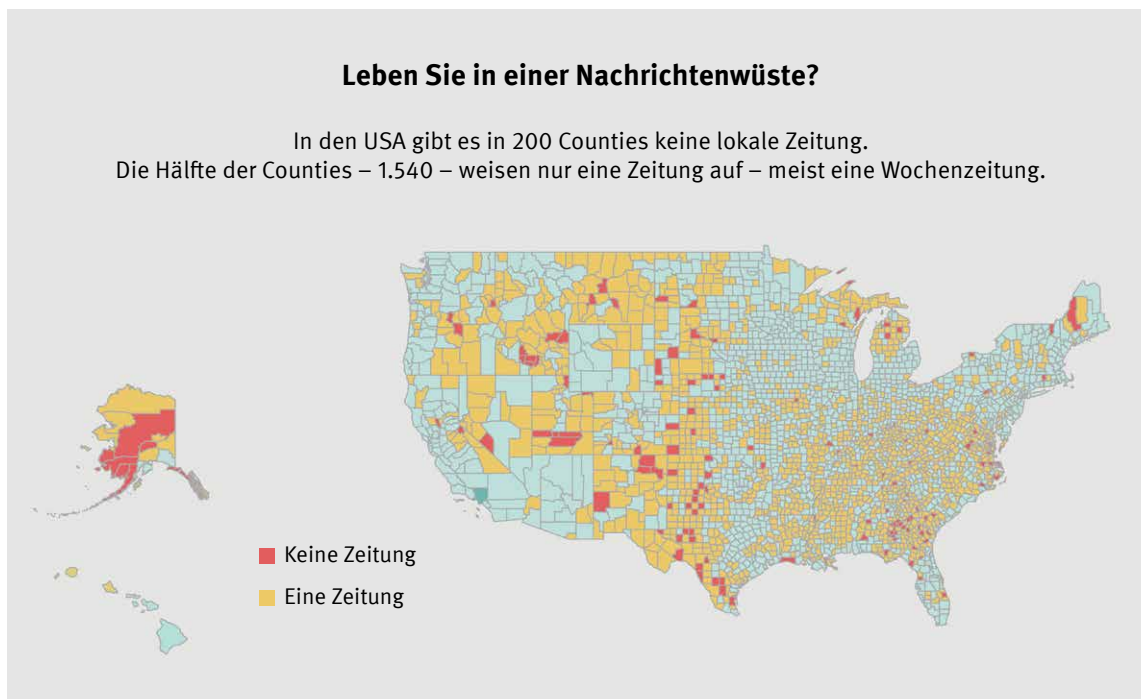 Leben Sie in einer Nachrichtenwüste?
In den USA gibt es in 200 Counties keine lokale Zeitung.
Die Hälfte der Counties – 1.540 – weisen nur eine Zeitung auf – meist eine Wochenzeitung.
Keine Zeitung
Eine Zeitung